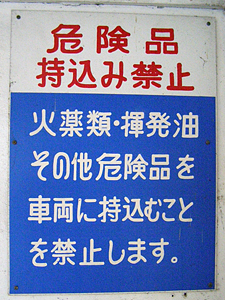 危険品
持込み禁止
火薬類・揮発油
その他危険品を
車両に持込むこと
を禁止します。